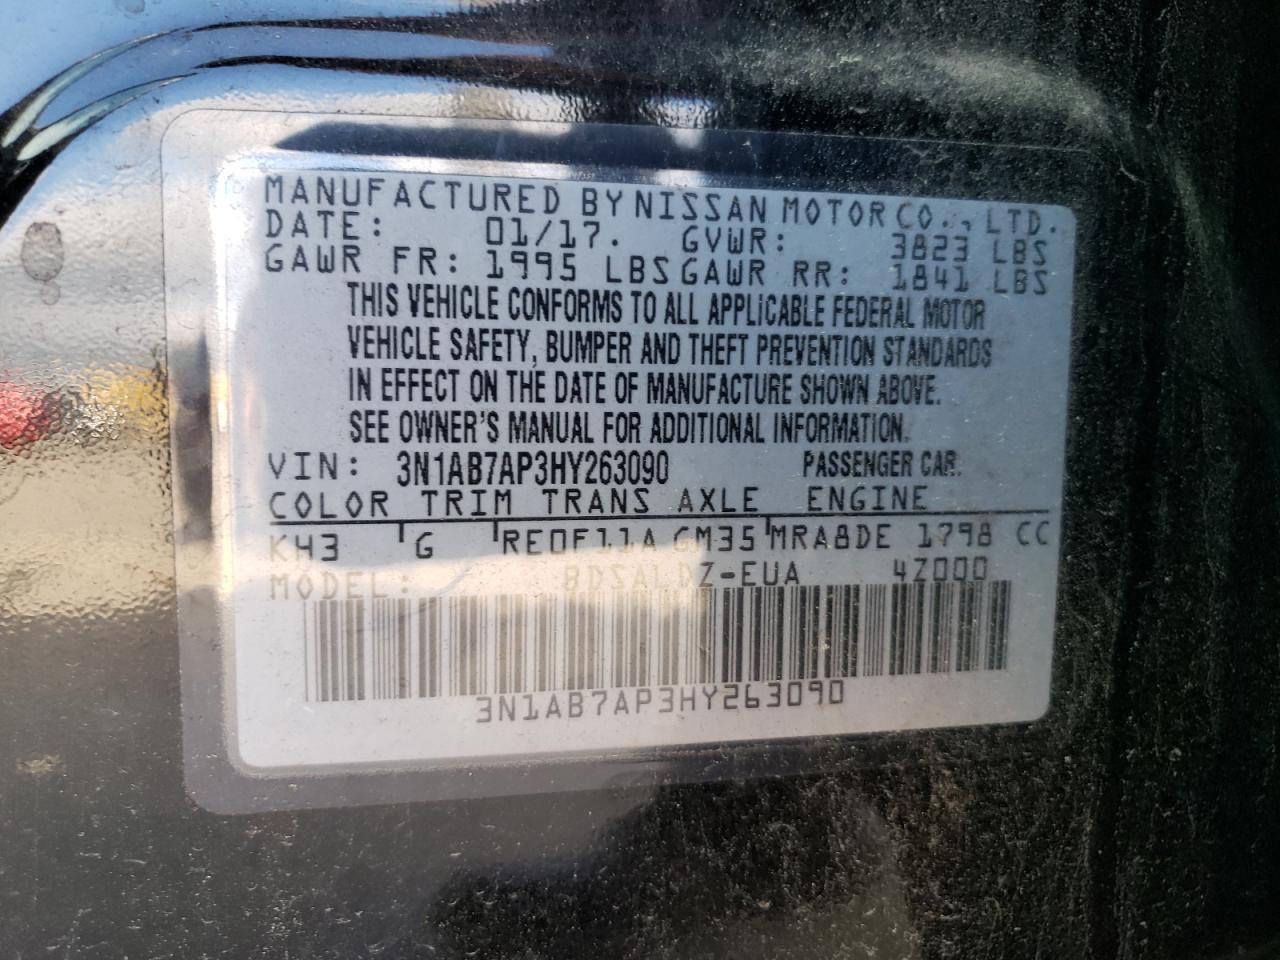 MANUFACTURED BY NISSAN MOTOR CO., LTD.
DATE: 01/17. GVWR: 3823 LBS
GAWR FR: 1995 LBS GAWR RR: 1841 LBS
THIS VEHICLE CONFORMS TO ALL APPLICABLE FEDERAL MOTOR
VEHICLE SAFETY, BUMPER AND THEFT PREVENTION STANDARDS
IN EFFECT ON THE DATE OF MANUFACTURE SHOWN ABOVE.
SEE OWNER'S MANUAL FOR ADDITIONAL INFORMATION.
VIN: 3N1AB7AP3HY263090 PASSENGER CAR.
COLOR TRIM TRANS AXLE ENGINE
KH3 G RE0F11A GM35 MRA8DE 1798 CC
MODEL: BDSALDZ-EUA 4Z000
3N1AB7AP3HY263090